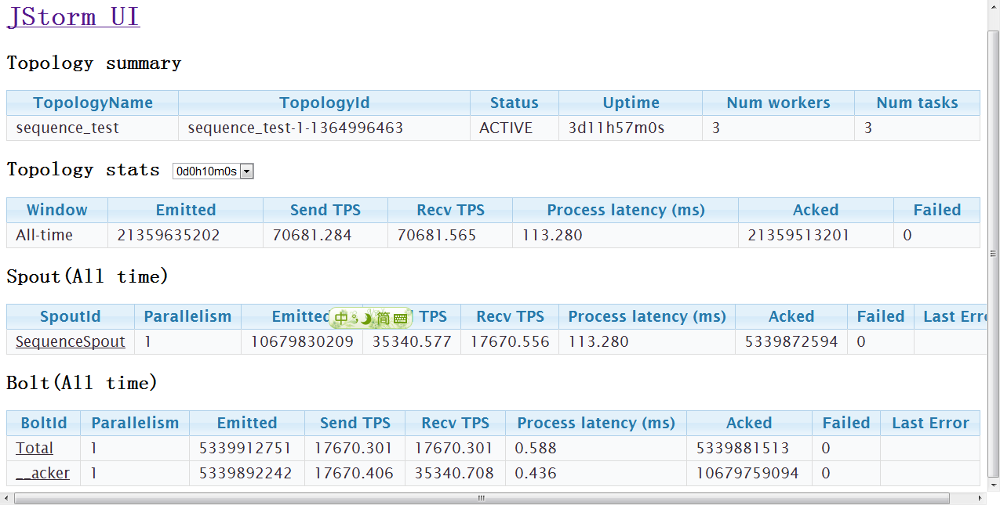 JStorm UI
Topology summary
TopologyName TopologyId Status Uptime Num workers Num tasks
sequence_test sequence_test-1-1364996463 ACTIVE 3d11h57m0s 3 3
Topology stats 0d0h10m0s
Window Emitted Send TPS Recv TPS Process latency (ms) Acked Failed
All-time 21359635202 70681.284 70681.565 113.280 21359513201 0
Spout(All time)
SpoutId Parallelism Emitted 中 简 TPS Recv TPS Process latency (ms) Acked Failed Last Erro
SequenceSpout 1 10679830209 35340.577 17670.556 113.280 5339872594 0
Bolt(All time)
BoltId Parallelism Emitted Send TPS Recv TPS Process latency (ms) Acked Failed Last Error
Total 1 5339912751 17670.301 17670.301 0.588 5339881513 0
__acker 1 5339892242 17670.406 35340.708 0.436 10679759094 0